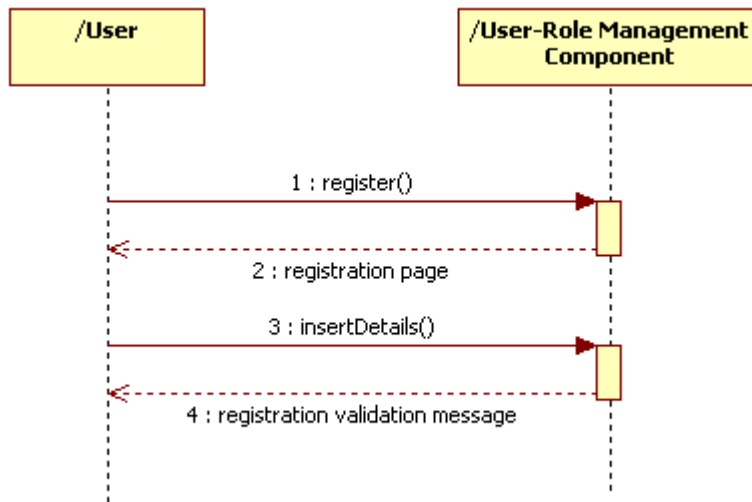 /User
/User-Role Management
Component
1 : register()
2 : registration page
3 : insertDetails()
4 : registration validation message